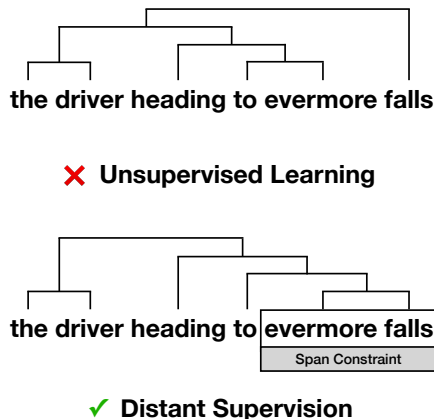 the driver heading to evermore falls
✗ Unsupervised Learning
the driver heading to evermore falls
Span Constraint
✓ Distant Supervision